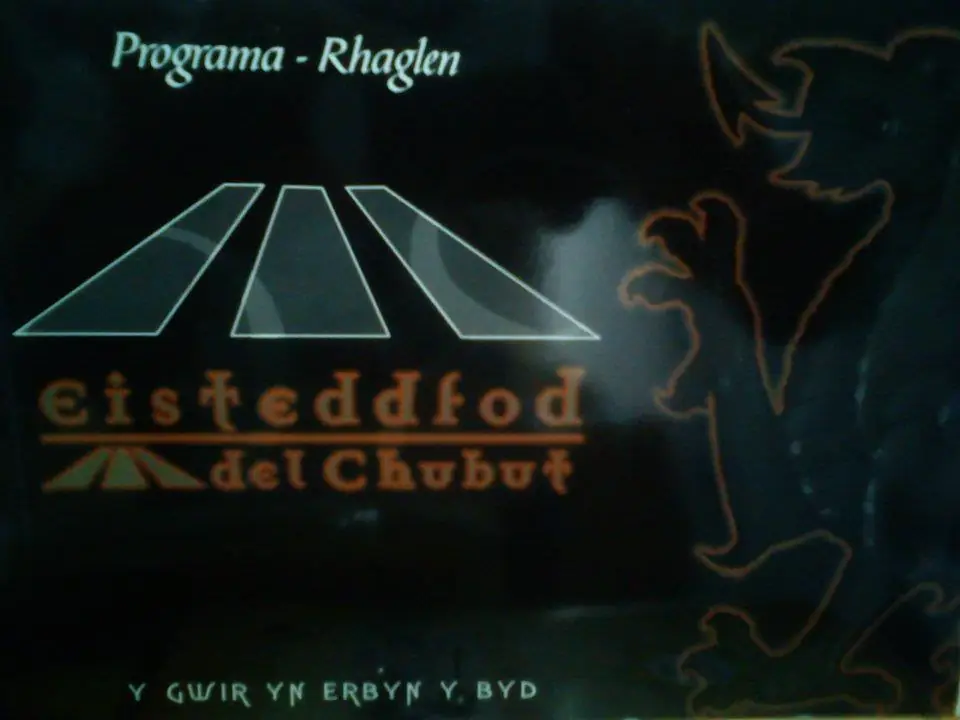 Programa - Rhaglen
Eisteddfod
del Chubut
Y GWIR YN ERBYN Y BYD